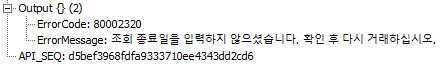 Output {} (2)
ErrorCode: 80002320
ErrorMessage: 조회 종료일을 입력하지 않으셨습니다. 확인 후 다시 거래하십시오.
API_SEQ: d5bef3968fdfa9333710ee4343dd2cd6